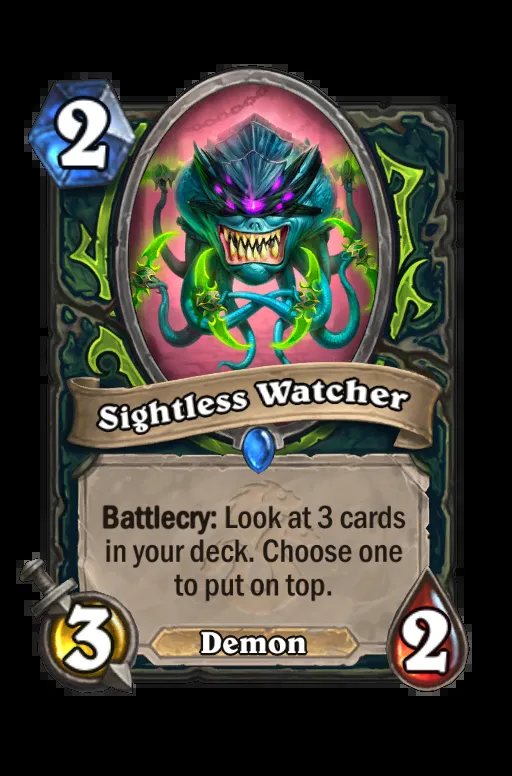 2
Sightless Watcher
Battlecry: Look at 3 cards
in your deck. Choose one
to put on top.
3
Demon
2